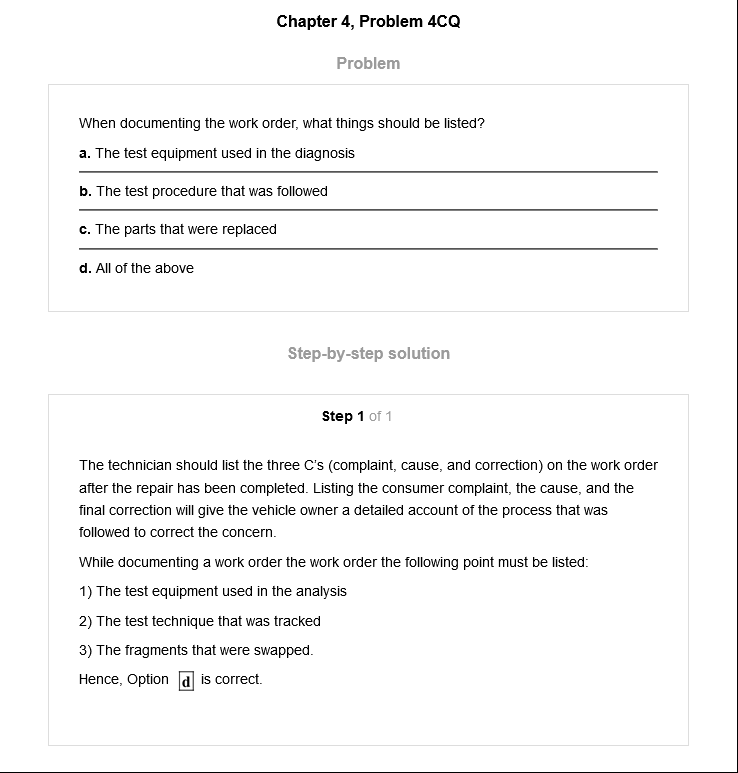 Chapter 4, Problem 4CQ
Problem
When documenting the work order, what things should be listed?
a. The test equipment used in the diagnosis
b. The test procedure that was followed
c. The parts that were replaced
d. All of the above
Step-by-step solution
Step 1 of 1
The technician should list the three C's (complaint, cause, and correction) on the work order
after the repair has been completed. Listing the consumer complaint, the cause, and the
final correction will give the vehicle owner a detailed account of the process that was
followed to correct the concern.
While documenting a work order the work order the following point must be listed:
1) The test equipment used in the analysis
2) The test technique that was tracked
3) The fragments that were swapped.
Hence, Option d is correct.